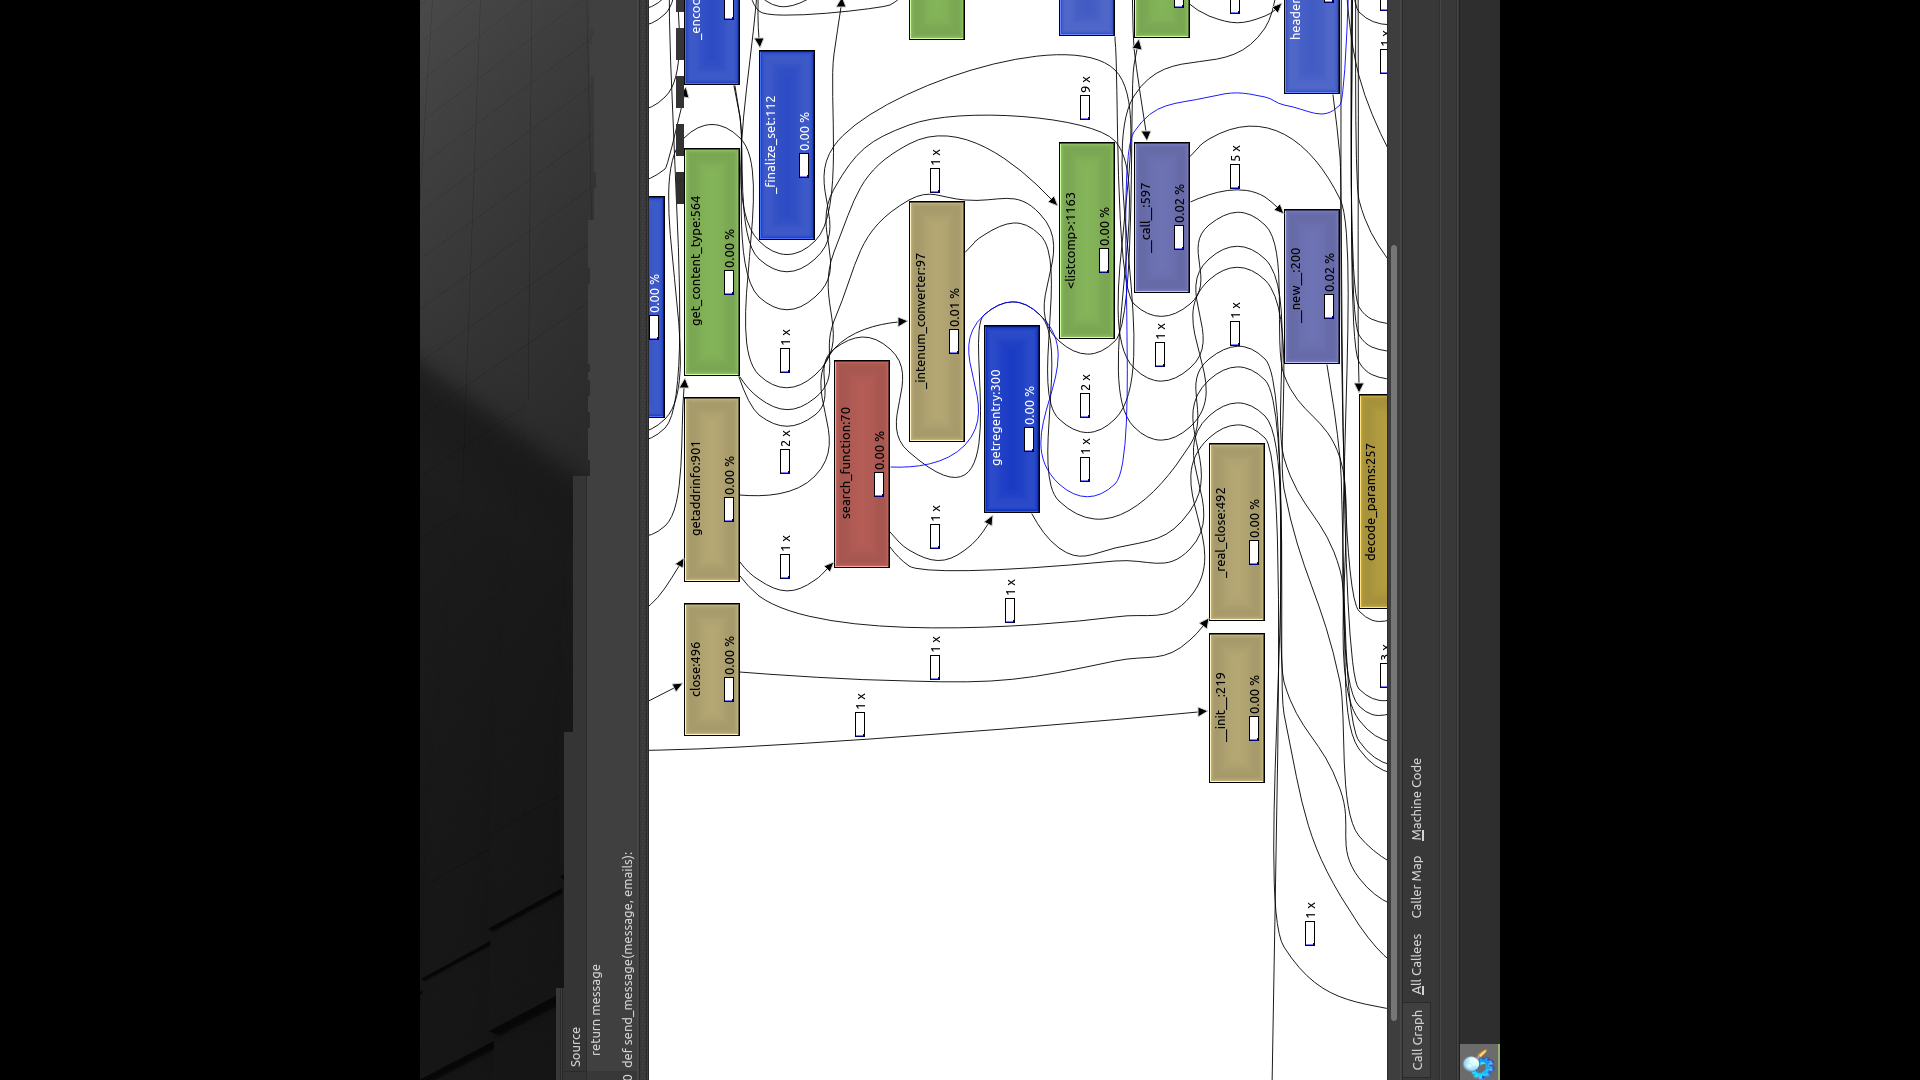 Source
return message
def send_message(message, emails):
0.00 %
_enco
get_content_type:564
0.00 %
getaddrinfo:901
0.00 %
close:496
0.00 %
_finalize_set:112
0.00 %
1 x
2 x
1 x
search_function:70
0.00 %
1 x
_intenum_converter:97
0.01 %
1 x
1 x
1 x
getregentry:300
0.00 %
1 x
<listcomp>:1163
0.00 %
9 x
2 x
1 x
__call__:597
0.02 %
1 x
5 x
1 x
_real_close:492
0.00 %
__init__:219
0.00 %
header
__new__:200
0.02 %
1 x
decode_params:257
1 x
3 x
Call Graph
All Callees
Caller Map
Machine Code